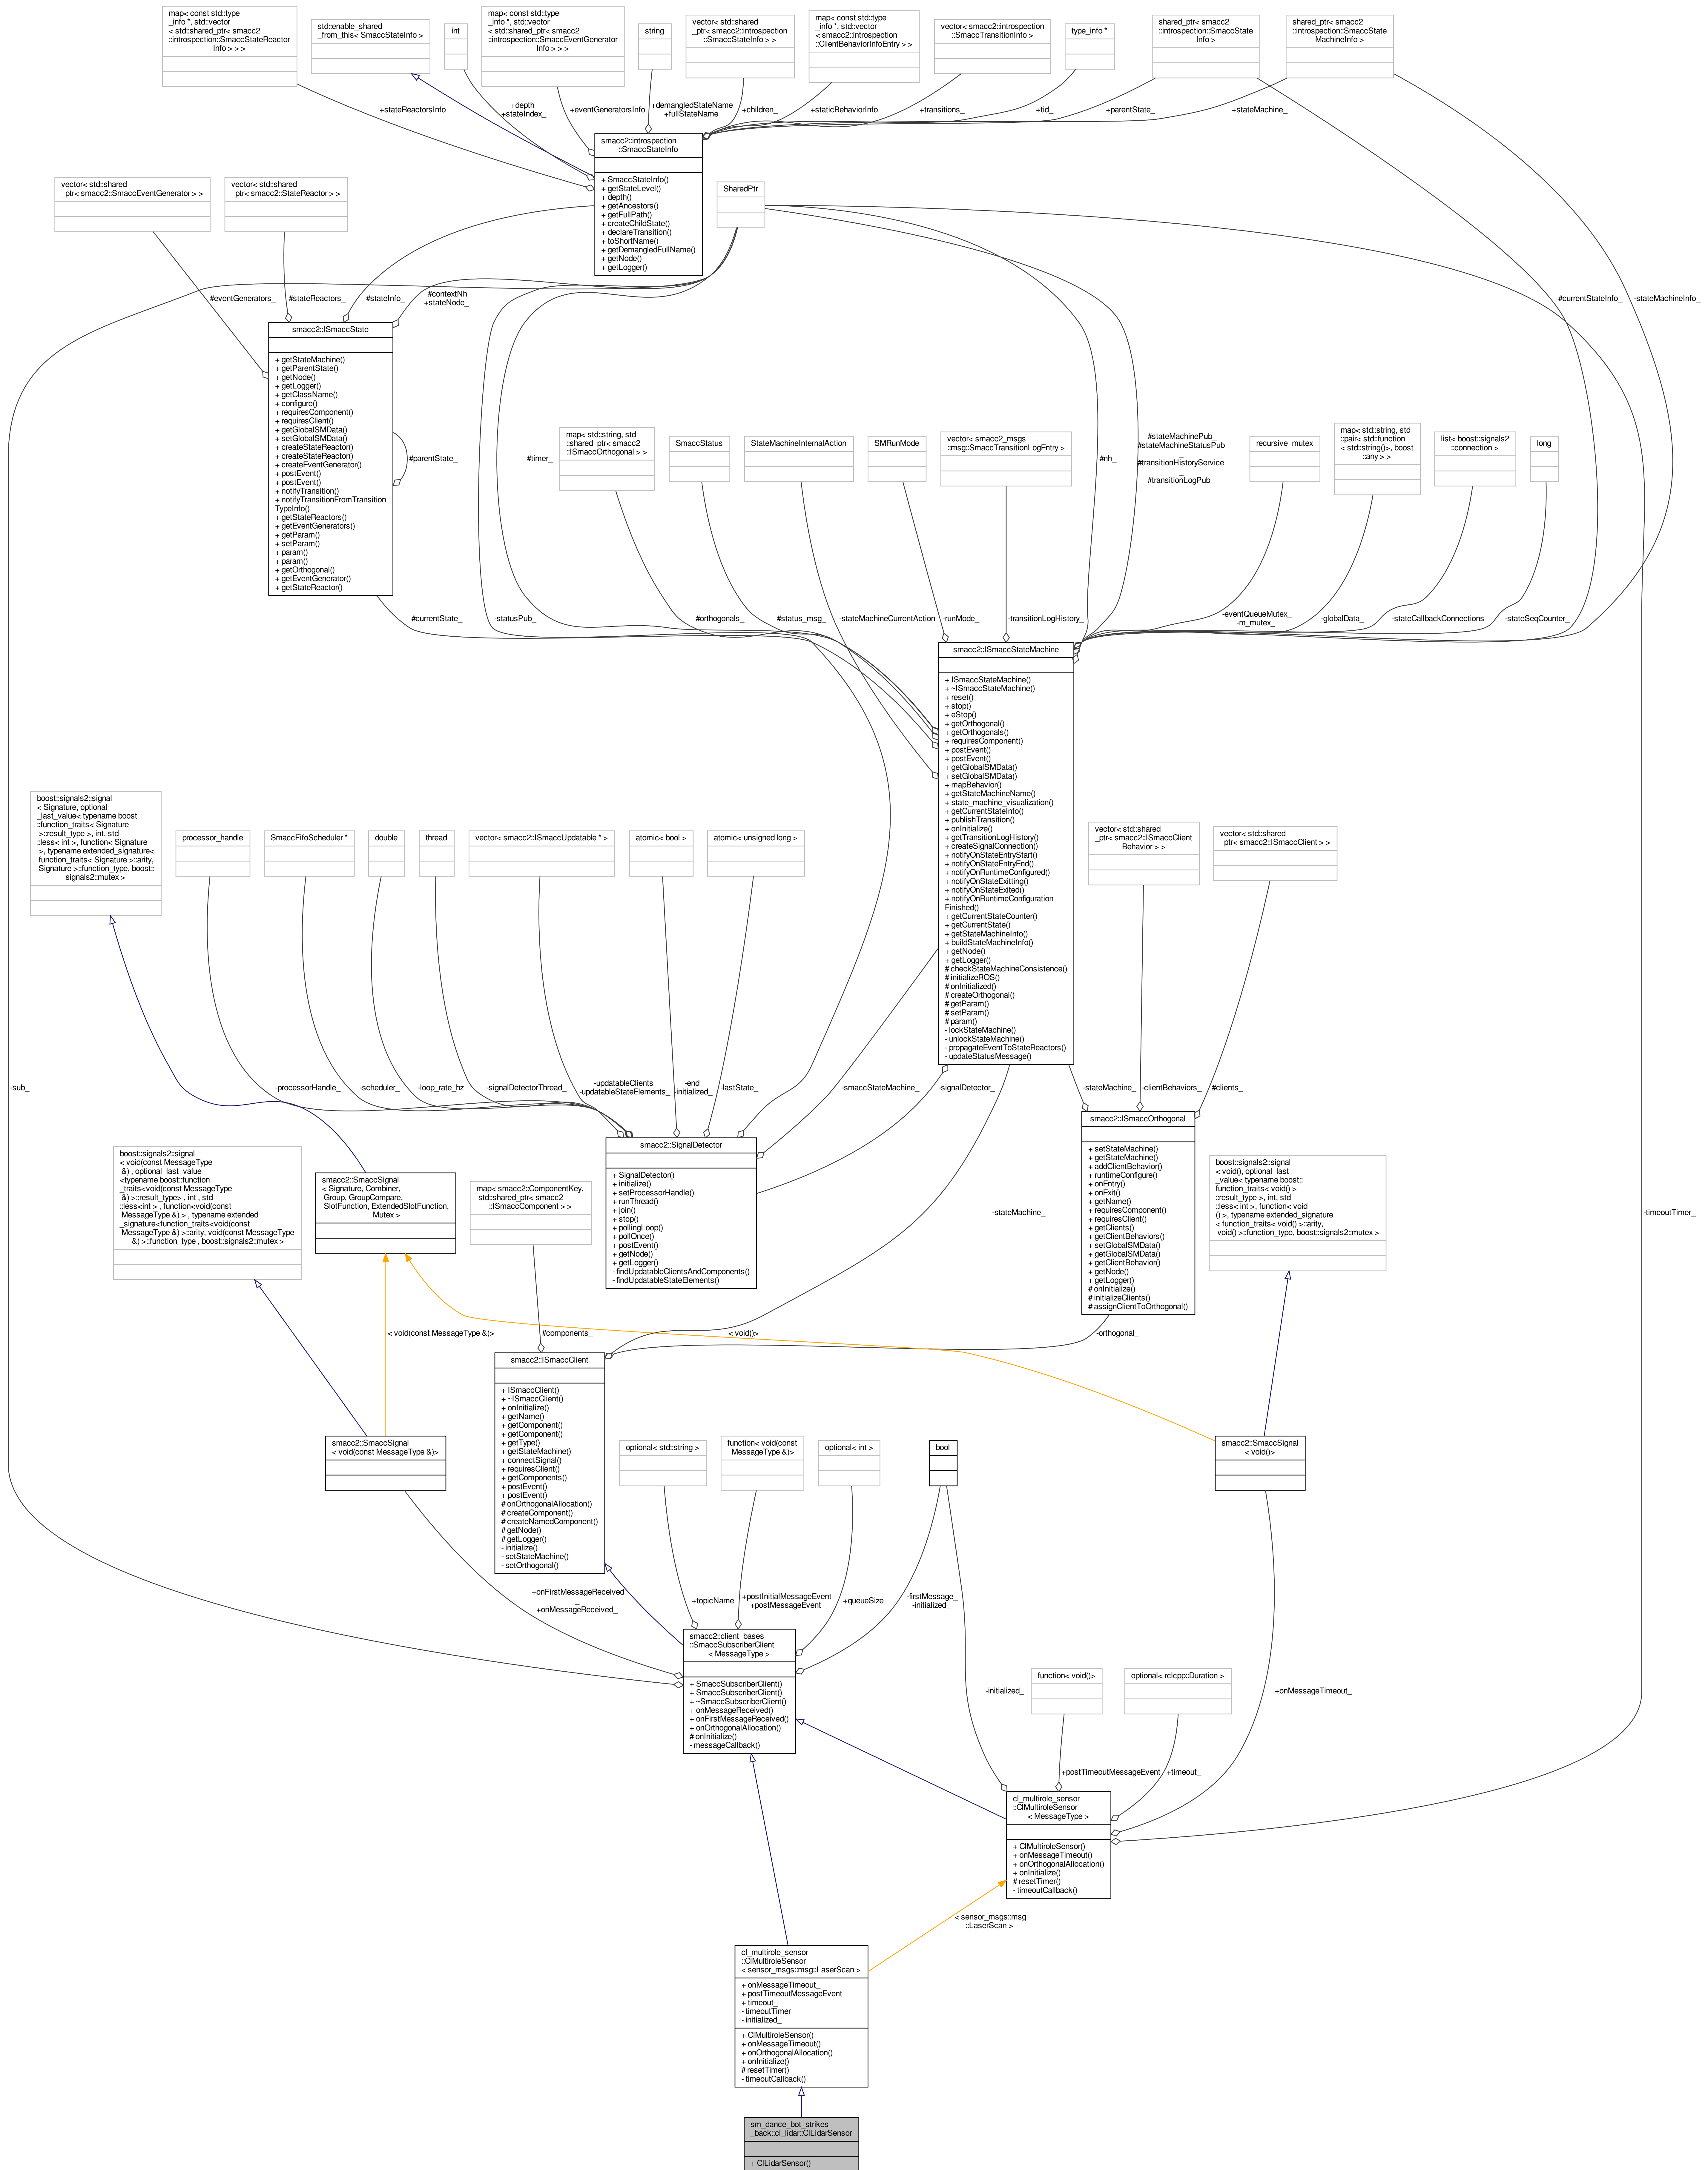 map< const std::type
_info *, std::vector
< std::shared_ptr< smacc2
::introspection::SmaccStateReactor
Info > > >
std::enable_shared
_from_this< SmaccStateInfo >
int
map< const std::type
_info *, std::vector
< std::shared_ptr< smacc2
::introspection::SmaccEventGenerator
Info > > >
string
vector< std::shared
_ptr< smacc2::introspection
::SmaccStateInfo > >
map< const std::type
_info *, std::vector
< smacc2::introspection
::ClientBehaviorInfoEntry > >
vector< smacc2::introspection
::SmaccTransitionInfo >
type_info *
shared_ptr< smacc2
::introspection::SmaccState
Info >
shared_ptr< smacc2
::introspection::SmaccState
MachineInfo >
+stateReactorsInfo
+depth_
+stateIndex_
+eventGeneratorsInfo
+demangledStateName
+fullStateName
+children_
+staticBehaviorInfo
+transitions_
+tid_
+parentState_
+stateMachine_
smacc2::introspection
::SmaccStateInfo
+ SmaccStateInfo()
+ getStateLevel()
+ depth()
+ getAncestors()
+ getFullPath()
+ createChildState()
+ declareTransition()
+ toShortName()
+ getDemangledFullName()
+ getNode()
+ getLogger()
vector< std::shared
_ptr< smacc2::SmaccEventGenerator > >
vector< std::shared
_ptr< smacc2::StateReactor > >
SharedPtr
#eventGenerators_
#stateReactors_
#stateInfo_
#contextNh
+stateNode_
#currentStateInfo_
-stateMachineInfo_
smacc2::ISmaccState
+ getStateMachine()
+ getParentState()
+ getNode()
+ getLogger()
+ getClassName()
+ configure()
+ requiresComponent()
+ requiresClient()
+ getGlobalSMData()
+ setGlobalSMData()
+ createStateReactor()
+ createStateReactor()
+ createEventGenerator()
+ postEvent()
+ postEvent()
+ notifyTransition()
+ notifyTransitionFromTransition
TypeInfo()
+ getStateReactors()
+ getEventGenerators()
+ getParam()
+ setParam()
+ param()
+ param()
+ getOrthogonal()
+ getEventGenerator()
+ getStateReactor()
#parentState_
#timer_
map< std::string, std
::shared_ptr< smacc2
::ISmaccOrthogonal > >
SmaccStatus
StateMachineInternalAction
SMRunMode
vector< smacc2_msgs
::msg::SmaccTransitionLogEntry >
#nh_
#stateMachinePub_
#stateMachineStatusPub
_
#transitionHistoryService
_
#transitionLogPub_
recursive_mutex
map< std::string, std
::pair< std::function
< std::string()>, boost
::any > >
list< boost::signals2
::connection >
long
#currentState_
-statusPub_
#orthogonals_
#status_msg_
-stateMachineCurrentAction
-runMode_
-transitionLogHistory_
-eventQueueMutex_
-m_mutex_
-globalData_
-stateCallbackConnections
-stateSeqCounter_
smacc2::ISmaccStateMachine
+ ISmaccStateMachine()
+ ~ISmaccStateMachine()
+ reset()
+ stop()
+ eStop()
+ getOrthogonal()
+ getOrthogonals()
+ requiresComponent()
+ postEvent()
+ postEvent()
+ getGlobalSMData()
+ setGlobalSMData()
+ mapBehavior()
+ getStateMachineName()
+ state_machine_visualization()
+ getCurrentStateInfo()
+ publishTransition()
+ onInitialize()
+ getTransitionLogHistory()
+ createSignalConnection()
+ notifyOnStateEntryStart()
+ notifyOnStateEntryEnd()
+ notifyOnRuntimeConfigured()
+ notifyOnStateExitting()
+ notifyOnStateExited()
+ notifyOnRuntimeConfiguration
Finished()
+ getCurrentStateCounter()
+ getCurrentState()
+ getStateMachineInfo()
+ buildStateMachineInfo()
+ getNode()
+ getLogger()
# checkStateMachineConsistence()
# initializeROS()
# onInitialized()
# createOrthogonal()
# getParam()
# setParam()
# param()
- lockStateMachine()
- unlockStateMachine()
- propagateEventToStateReactors()
- updateStatusMessage()
boost::signals2::signal
< Signature, optional
_last_value< typename boost
::function_traits< Signature
>::result_type >, int, std
::less< int >, function< Signature
>, typename extended_signature<
function_traits< Signature >::arity,
Signature >::function_type, boost::
signals2::mutex >
processor_handle
SmaccFifoScheduler *
double
thread
vector< smacc2::ISmaccUpdatable * >
atomic< bool >
atomic< unsigned long >
vector< std::shared
_ptr< smacc2::ISmaccClient
Behavior > >
vector< std::shared
_ptr< smacc2::ISmaccClient > >
-sub_
-processorHandle_
-scheduler_
-loop_rate_hz
-signalDetectorThread_
-updatableClients_
-updatableStateElements_
-end_
-initialized_
-lastState_
-smaccStateMachine_
-signalDetector_
-stateMachine_
-clientBehaviors_
#clients_
smacc2::SignalDetector
+ SignalDetector()
+ initialize()
+ setProcessorHandle()
+ runThread()
+ join()
+ stop()
+ pollingLoop()
+ pollOnce()
+ postEvent()
+ getNode()
+ getLogger()
- findUpdatableClientsAndComponents()
- findUpdatableStateElements()
smacc2::ISmaccOrthogonal
+ setStateMachine()
+ getStateMachine()
+ addClientBehavior()
+ runtimeConfigure()
+ onEntry()
+ onExit()
+ getName()
+ requiresComponent()
+ requiresClient()
+ getClients()
+ getClientBehaviors()
+ setGlobalSMData()
+ getGlobalSMData()
+ getClientBehavior()
+ getNode()
+ getLogger()
# onInitialize()
# initializeClients()
# assignClientToOrthogonal()
boost::signals2::signal
< void(const MessageType
&) , optional_last_value
<typename boost::function
_traits<void(const MessageType
&) >::result_type> , int , std
::less<int > , function<void(const
MessageType &) > , typename extended
_signature<function_traits<void(const
MessageType &) >::arity, void(const MessageType
&) >::function_type , boost::signals2::mutex >
smacc2::SmaccSignal
< Signature, Combiner,
Group, GroupCompare,
SlotFunction, ExtendedSlotFunction,
Mutex >
map< smacc2::ComponentKey,
std::shared_ptr< smacc2
::ISmaccComponent > >
-stateMachine_
boost::signals2::signal
< void(), optional_last
_value< typename boost::
function_traits< void() >
::result_type >, int, std
::less< int >, function< void
() >, typename extended_signature
< function_traits< void() >::arity,
void() >::function_type, boost::signals2::mutex >
-timeoutTimer_
< void(const MessageType &)>
#components_
< void()>
-orthogonal_
smacc2::ISmaccClient
+ ISmaccClient()
+ ~ISmaccClient()
+ onInitialize()
+ getName()
+ getComponent()
+ getComponent()
+ getType()
+ getStateMachine()
+ connectSignal()
+ requiresClient()
+ getComponents()
+ postEvent()
+ postEvent()
# onOrthogonalAllocation()
# createComponent()
# createNamedComponent()
# getNode()
# getLogger()
- initialize()
- setStateMachine()
- setOrthogonal()
smacc2::SmaccSignal
< void(const MessageType &)>
optional< std::string >
function< void(const
MessageType &)>
optional< int >
bool
smacc2::SmaccSignal
< void()>
+onFirstMessageReceived
_
+onMessageReceived_
+topicName
+postInitialMessageEvent
+postMessageEvent
+queueSize
-firstMessage_
-initialized_
smacc2::client_bases
::SmaccSubscriberClient
< MessageType >
+ SmaccSubscriberClient()
+ SmaccSubscriberClient()
+ ~SmaccSubscriberClient()
+ onMessageReceived()
+ onFirstMessageReceived()
+ onOrthogonalAllocation()
# onInitialize()
- messageCallback()
function< void()>
optional< rclcpp::Duration >
-initialized_
+onMessageTimeout_
+postTimeoutMessageEvent
+timeout_
cl_multirole_sensor
::ClMultiroleSensor
< MessageType >
+ ClMultiroleSensor()
+ onMessageTimeout()
+ onOrthogonalAllocation()
+ onInitialize()
# resetTimer()
- timeoutCallback()
< sensor_msgs::msg
::LaserScan >
cl_multirole_sensor
::ClMultiroleSensor
< sensor_msgs::msg::LaserScan >
+ onMessageTimeout_
+ postTimeoutMessageEvent
+ timeout_
- timeoutTimer_
- initialized_
+ ClMultiroleSensor()
+ onMessageTimeout()
+ onOrthogonalAllocation()
+ onInitialize()
# resetTimer()
- timeoutCallback()
sm_dance_bot_strikes
_back::cl_lidar::ClLidarSensor
+ ClLidarSensor()